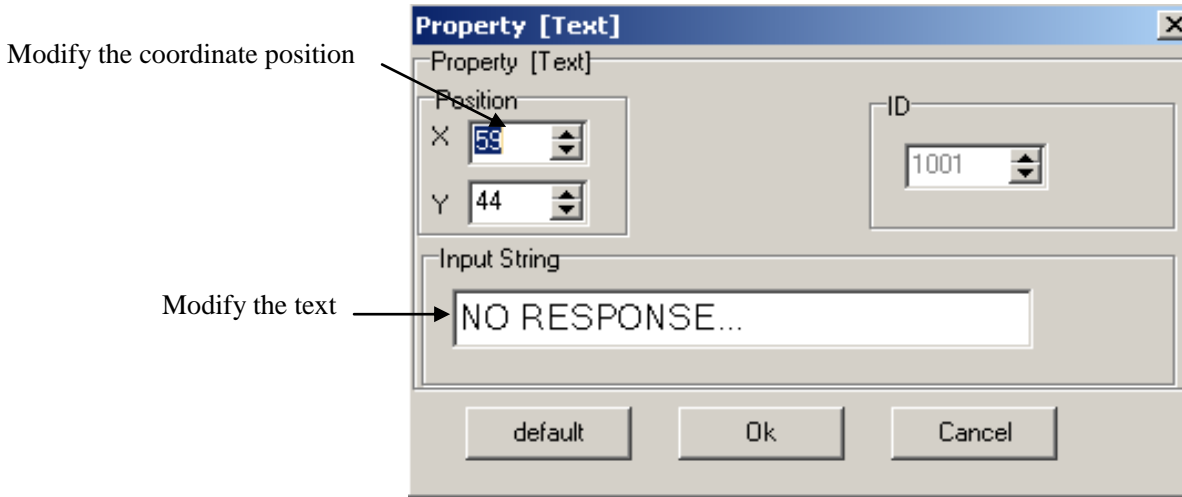 Property [Text]
Modify the coordinate position
Property [Text]
Position
ID
X 59
1001
Y 44
Input String
Modify the text
NO RESPONSE...
default Ok Cancel